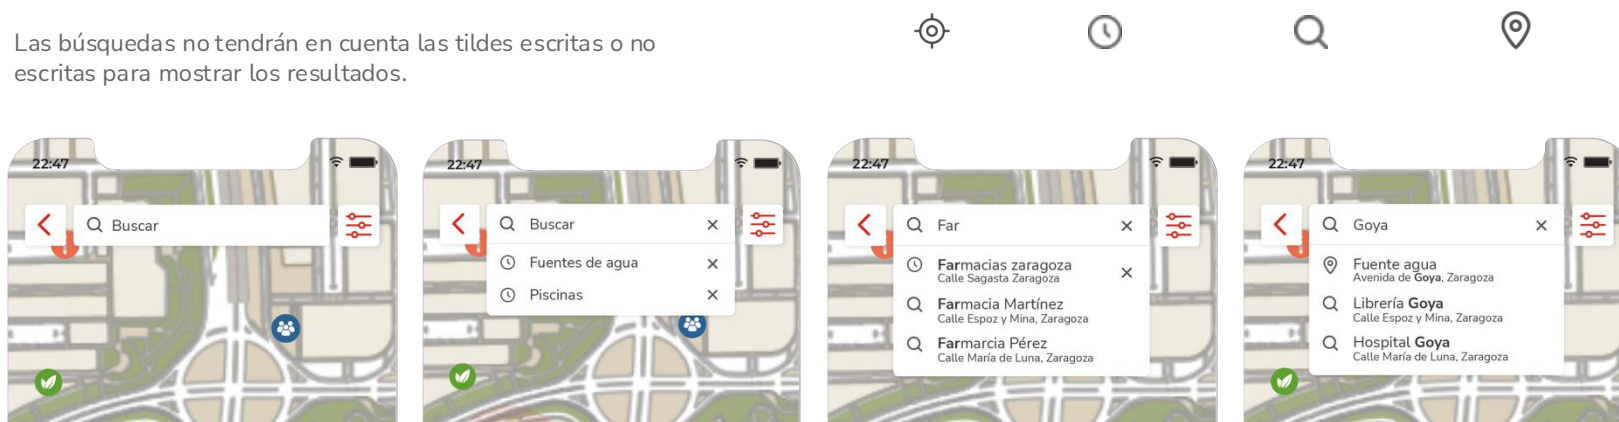 Las búsquedas no tendrán en cuenta las tildes escritas o no
escritas para mostrar los resultados.
22:47
Buscar
22:47
Buscar
Fuentes de agua
Piscinas
22:47
Far
Farmacias zaragoza
Calle Sagasta Zaragoza
Farmacia Martínez
Calle Espoz y Mina, Zaragoza
Farmarcia Pérez
Calle María de Luna, Zaragoza
22:47
Goya
Fuente agua
Avenida de Goya, Zaragoza
Librería Goya
Calle Espoz y Mina, Zaragoza
Hospital Goya
Calle María de Luna, Zaragoza